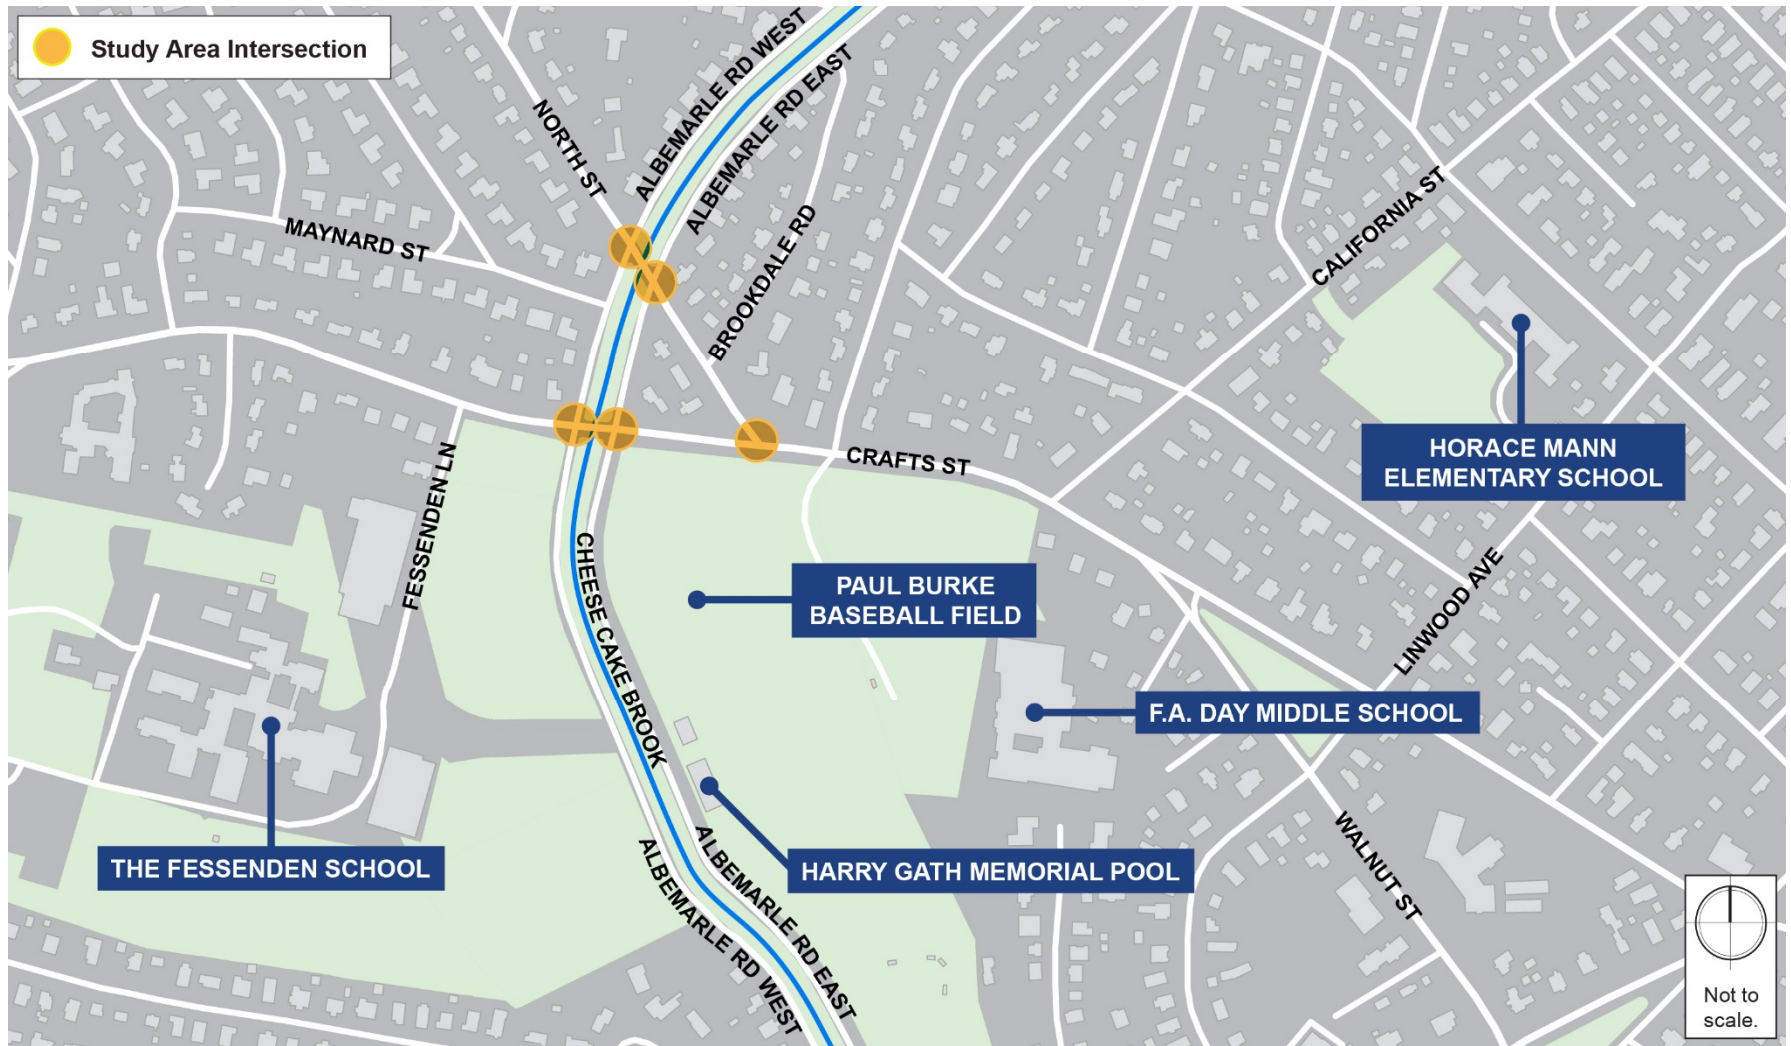 Study Area Intersection
ALBEMARLE RD WEST
ALBEMARLE RD EAST
NORTH ST
MAYNARD ST
BROOKDALE RD
CALIFORNIA ST
CRAFTS ST
HORACE MANN
ELEMENTARY SCHOOL
FESSENDEN LN
CHEESE CAKE BROOK
PAUL BURKE
BASEBALL FIELD
LINWOOD AVE
F.A. DAY MIDDLE SCHOOL
THE FESSENDEN SCHOOL
HARRY GATH MEMORIAL POOL
WALNUT ST
ALBEMARLE RD WEST
ALBEMARLE RD EAST
Not to
scale.